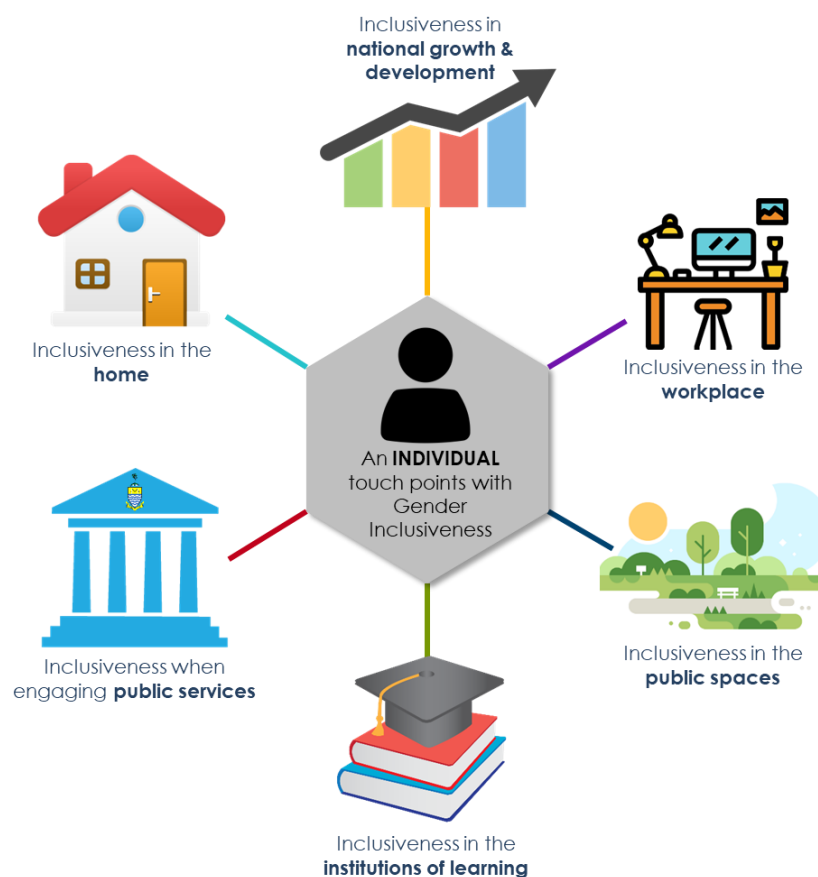 Inclusiveness in
national growth &
development
Inclusiveness in the
home
Inclusiveness in the
workplace
An INDIVIDUAL
touch points with
Gender
Inclusiveness
Inclusiveness when
engaging public services
Inclusiveness in the
public spaces
Inclusiveness in the
institutions of learning